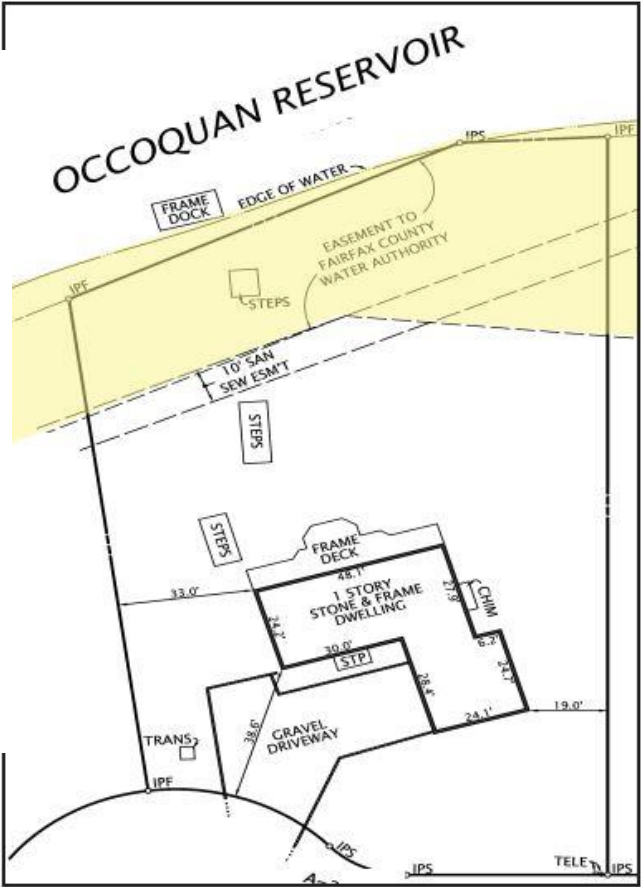 OCCOQUAN RESERVOIR
IPS
IPF
EDGE OF WATER
FRAME
DOCK
EASEMENT TO
FAIRFAX COUNTY
WATER AUTHORITY
IPF
STEPS
10' SAN
SEW ESM'T
STEPS
STEPS
FRAME
DECK
48.1'
33.0'
1 STORY
STONE & FRAME
DWELLING
27.9'
CHIM
24.2'
6.2'
30.0'
STP
24.7'
28.4'
19.0'
24.1'
38.6'
GRAVEL
DRIVEWAY
TRANS
IPF
IPS
TELE
IPS
IPS